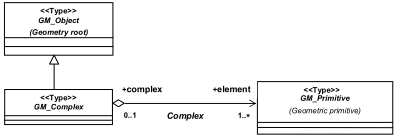 <<Type>>
GM_Object
(Geometry root)
<<Type>>
GM_Complex
+complex
+element
0..1
Complex
1..*
<<Type>>
GM_Primitive
(Geometric primitive)